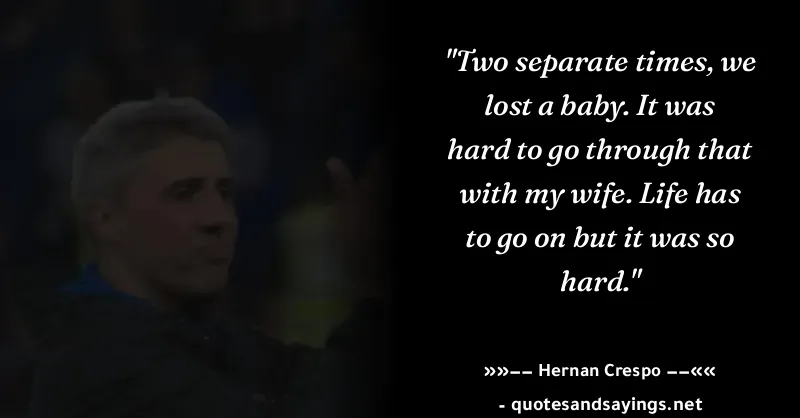 "Two separate times, we
lost a baby. It was
hard to go through that
with my wife. Life has
to go on but it was so
hard."
»»−− Hernan Crespo −−««
- quotesandsayings.net